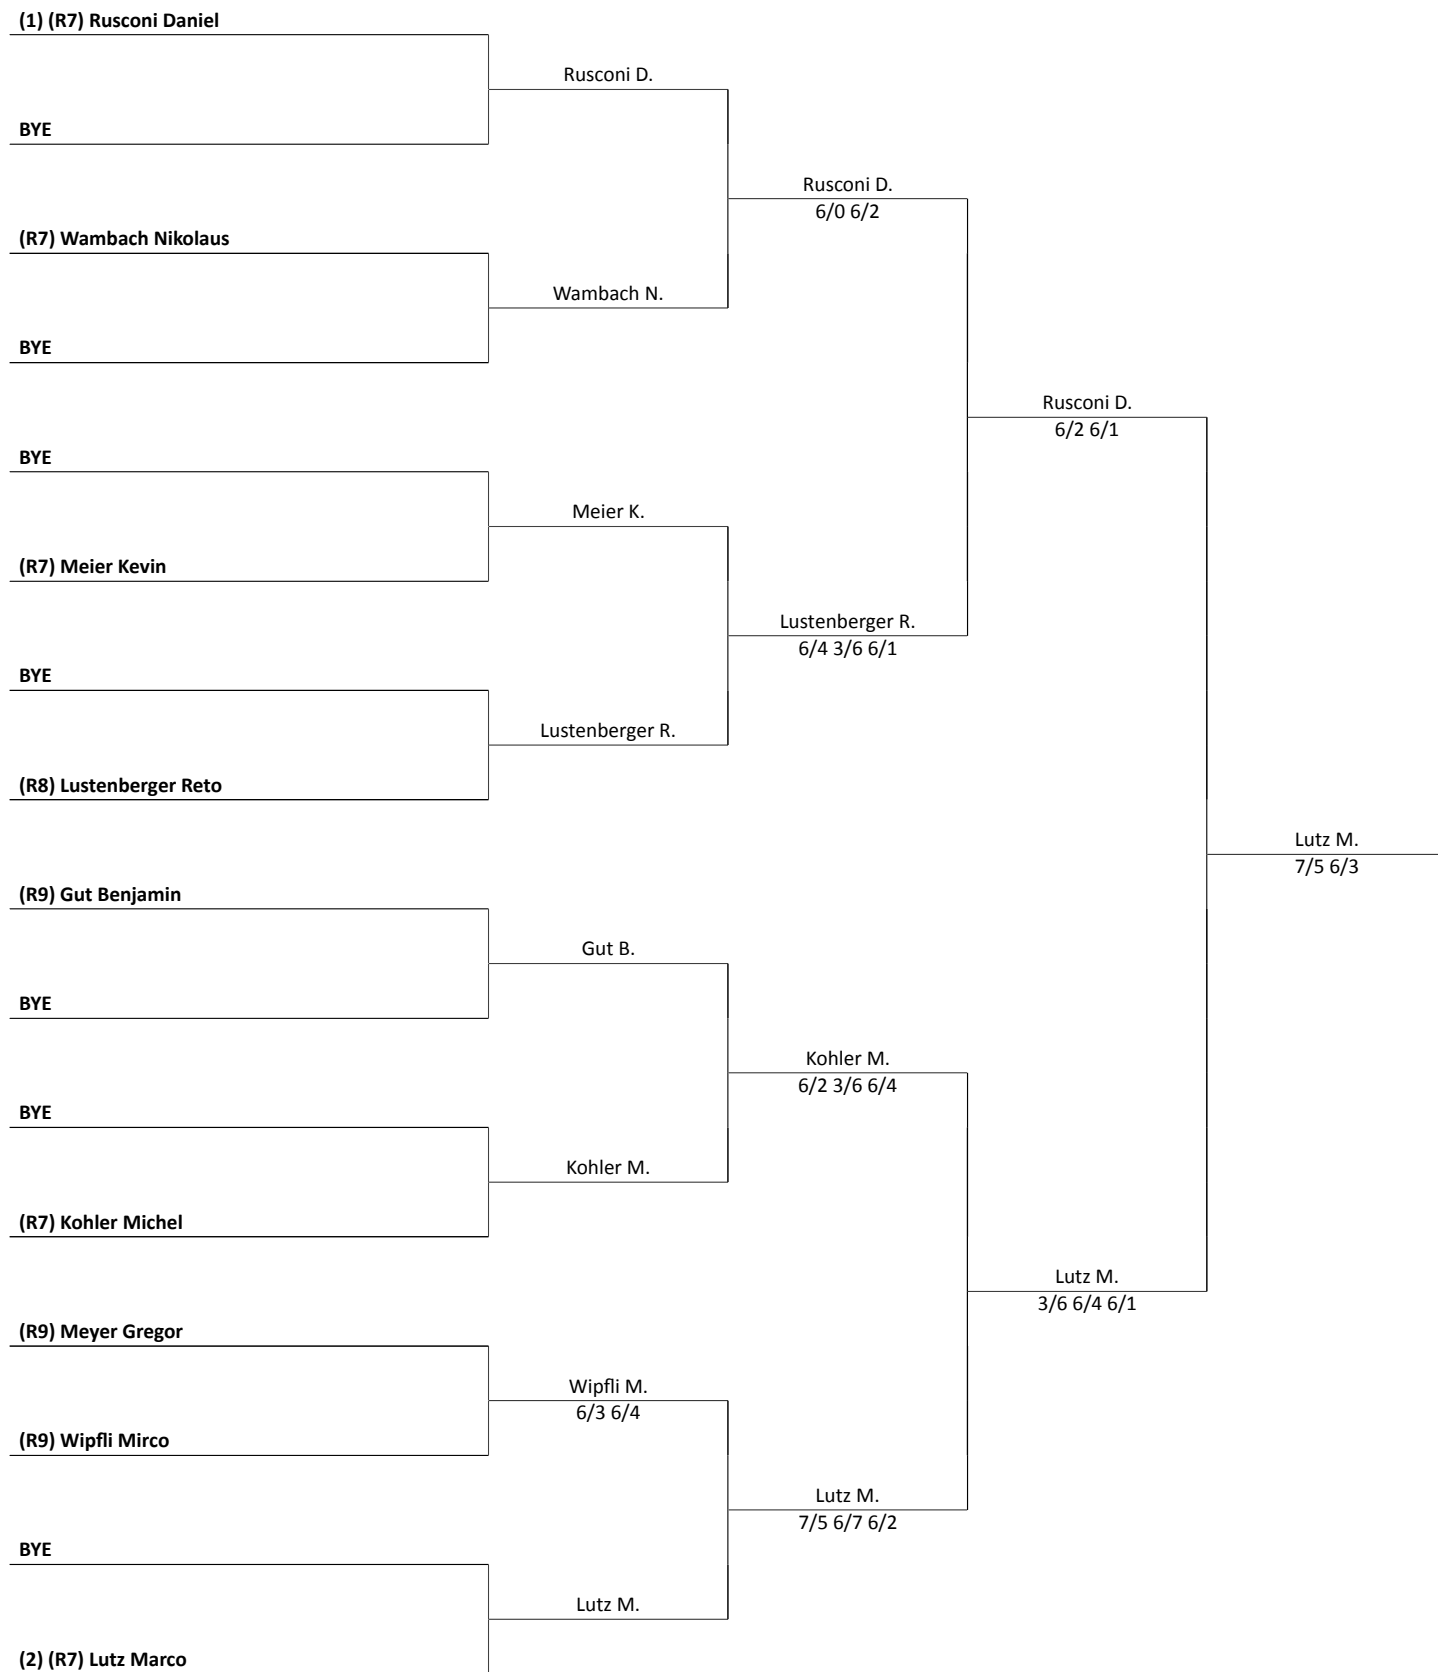 (1) (R7) Rusconi Daniel
Rusconi D.
BYE
Rusconi D.
6/0 6/2
(R7) Wambach Nikolaus
Wambach N.
BYE
Rusconi D.
6/2 6/1
BYE
Meier K.
(R7) Meier Kevin
Lustenberger R.
6/4 3/6 6/1
BYE
Lustenberger R.
(R8) Lustenberger Reto
Lutz M.
7/5 6/3
(R9) Gut Benjamin
Gut B.
BYE
Kohler M.
6/2 3/6 6/4
BYE
Kohler M.
(R7) Kohler Michel
Lutz M.
3/6 6/4 6/1
(R9) Meyer Gregor
Wipfli M.
6/3 6/4
(R9) Wipfli Mirco
Lutz M.
7/5 6/7 6/2
BYE
Lutz M.
(2) (R7) Lutz Marco